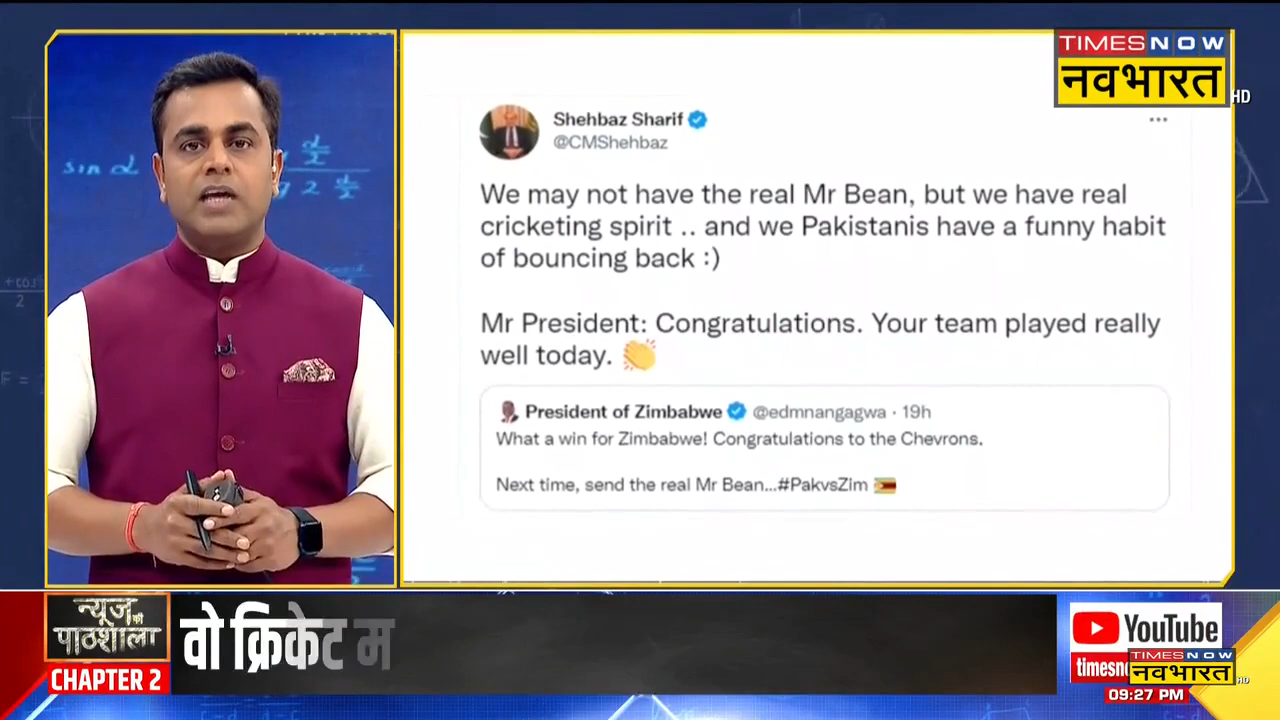 TIMES NOW
नवभारत
HD
Shehbaz Sharif
@CMShehbaz
We may not have the real Mr Bean, but we have real
cricketing spirit .. and we Pakistanis have a funny habit
of bouncing back :)
Mr President: Congratulations. Your team played really
well today. 👏
President of Zimbabwe @edmnangagwa · 19h
What a win for Zimbabwe! Congratulations to the Chevrons.
Next time, send the real Mr Bean...#PakvsZim 🇿🇼
sin α
न्यूज़ की
पाठशाला
CHAPTER 2
वो क्रिकेट म
YouTube
timesno
TIMES NOW
नवभारत
HD
09:27 PM